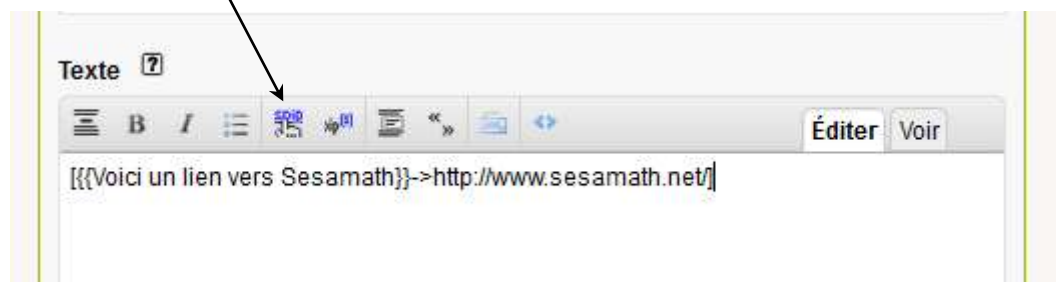 Texte ?
B I « »
Éditer Voir
[{{{Voici un lien vers Sesamath}}->http://www.sesamath.net/]